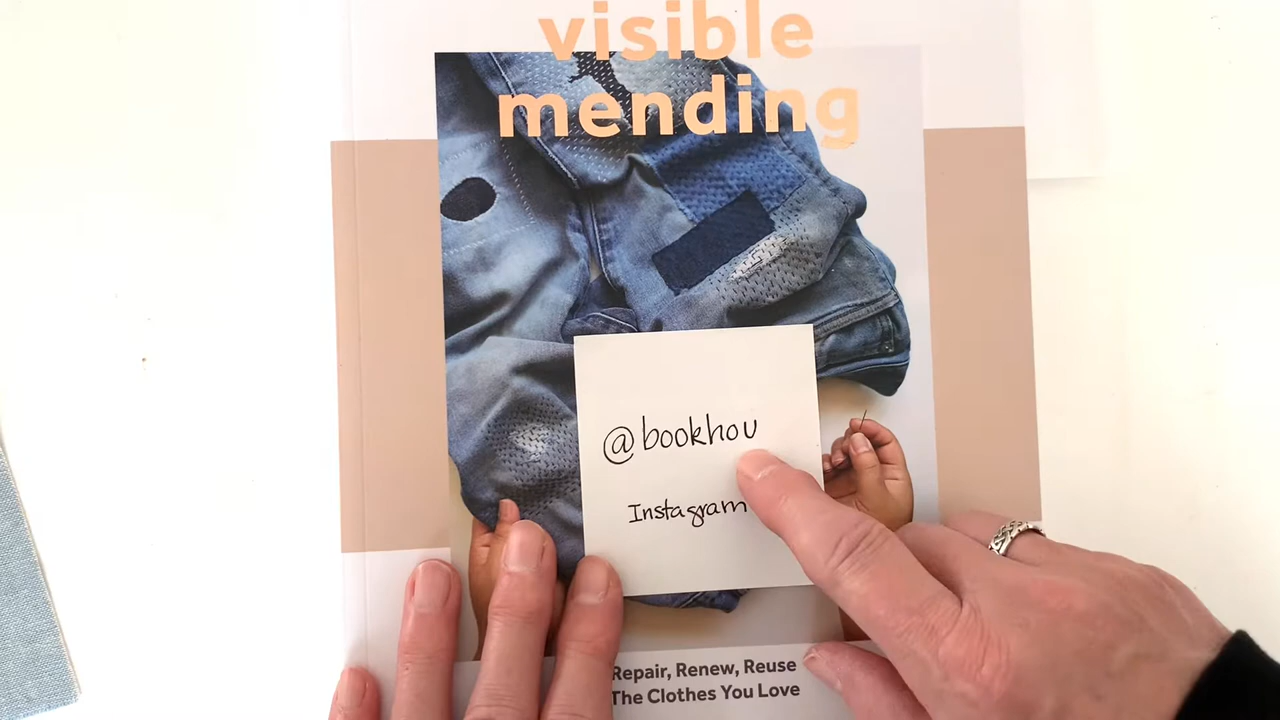 visible
mending
@bookhou
Instagram
Repair, Renew, Reuse
The Clothes You Love